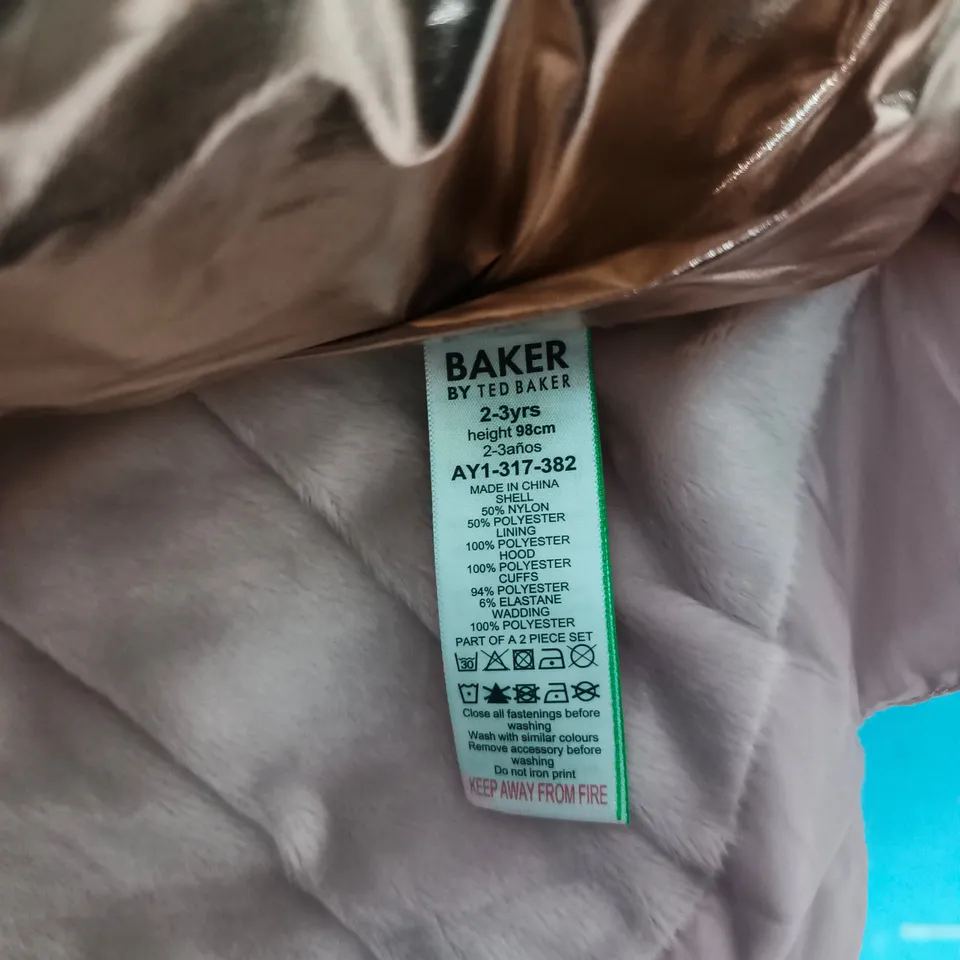 BAKER
BY TED BAKER
2-3yrs
height 98cm
2-3años
AY1-317-382
MADE IN CHINA
SHELL
50% NYLON
50% POLYESTER
LINING
100% POLYESTER
HOOD
100% POLYESTER
CUFFS
94% POLYESTER
6% ELASTANE
WADDING
100% POLYESTER
PART OF A 2 PIECE SET
30
Close all fastenings before
washing
Wash with similar colours
Remove accessory before
washing
Do not iron print
KEEP AWAY FROM FIRE